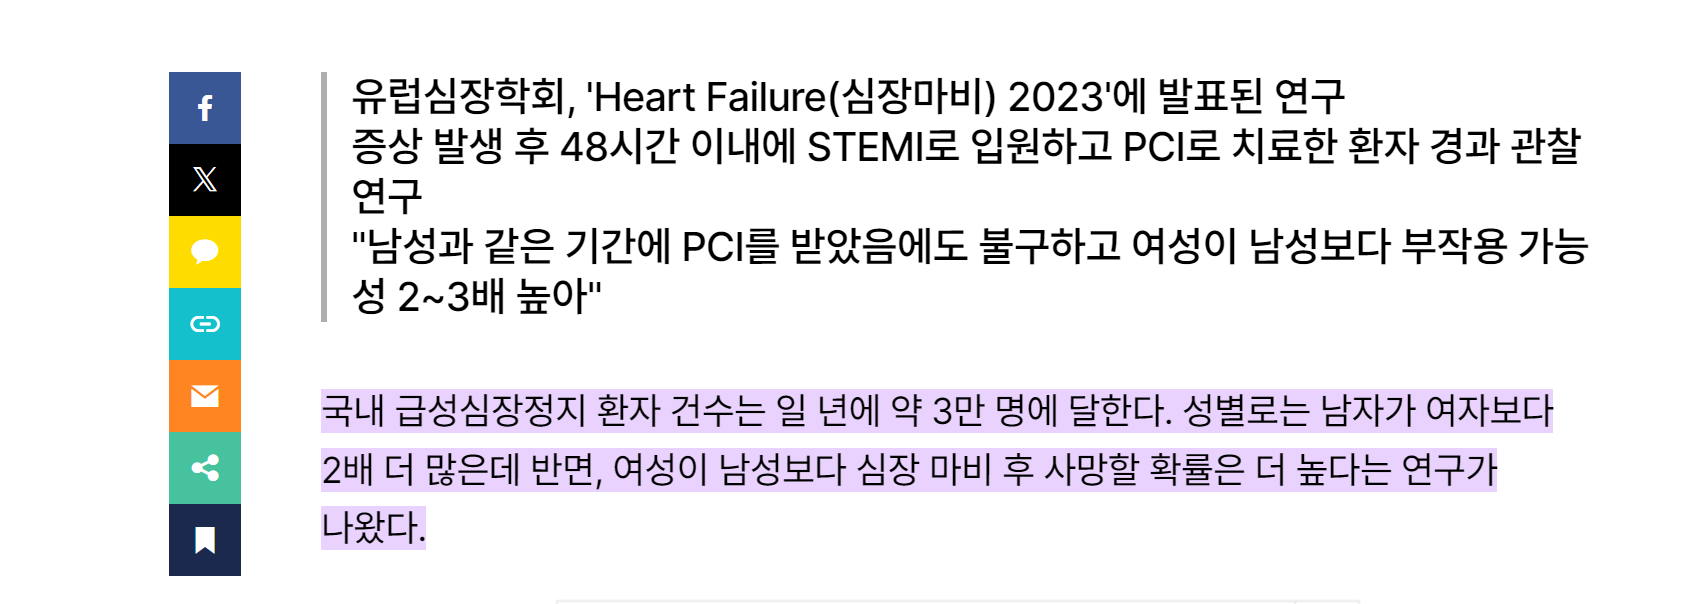 유럽심장학회, 'Heart Failure(심장마비) 2023'에 발표된 연구
증상 발생 후 48시간 이내에 STEMI로 입원하고 PCI로 치료한 환자 경과 관찰
연구
"남성과 같은 기간에 PCI를 받았음에도 불구하고 여성이 남성보다 부작용 가능
성 2~3배 높아"
국내 급성심장정지 환자 건수는 일 년에 약 3만 명에 달한다. 성별로는 남자가 여자보다
2배 더 많은데 반면, 여성이 남성보다 심장 마비 후 사망할 확률은 더 높다는 연구가
나왔다.